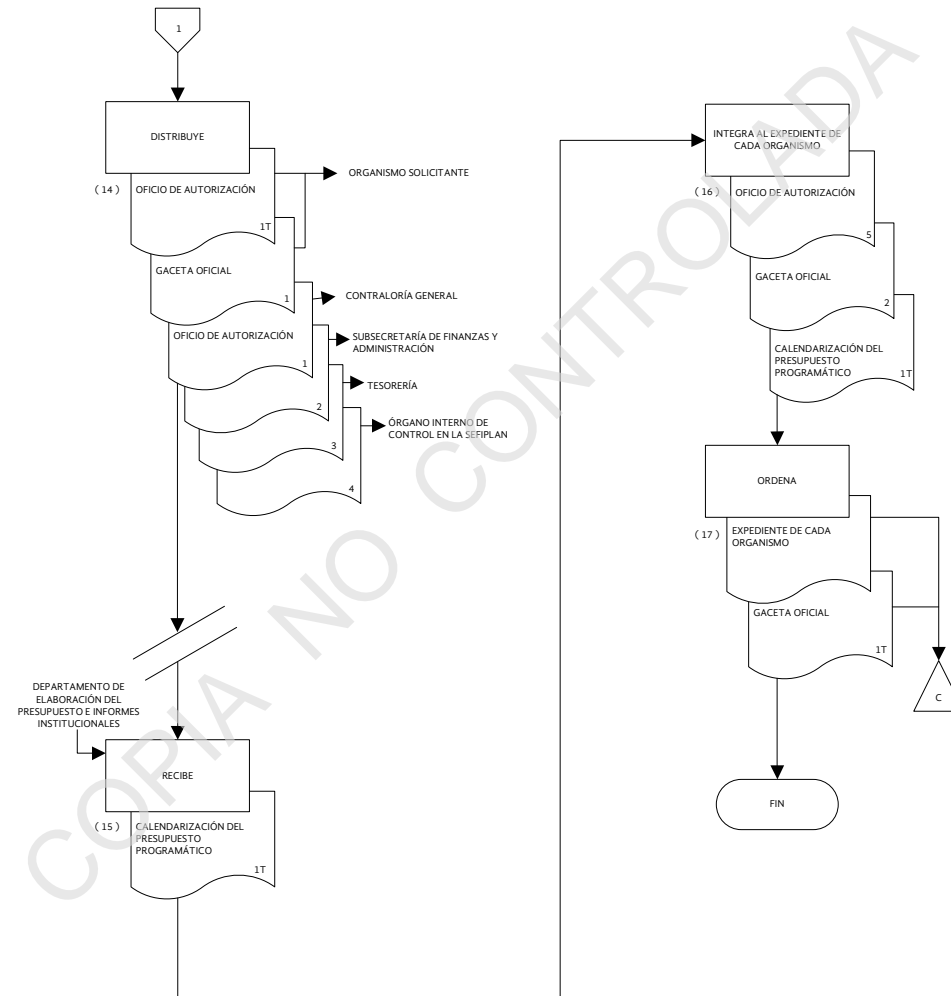 1
DISTRIBUYE
( 14 )
OFICIO DE AUTORIZACIÓN
1T
ORGANISMO SOLICITANTE
GACETA OFICIAL
1
CONTRALORÍA GENERAL
OFICIO DE AUTORIZACIÓN
1
SUBSECRETARÍA DE FINANZAS Y
ADMINISTRACIÓN
2
TESORERÍA
3
ÓRGANO INTERNO DE
CONTROL EN LA SEFIPLAN
4
DEPARTAMENTO DE
ELABORACIÓN DEL
PRESUPUESTO E INFORMES
INSTITUCIONALES
RECIBE
( 15 )
CALENDARIZACIÓN DEL
PRESUPUESTO
PROGRAMÁTICO
1T
INTEGRA AL EXPEDIENTE DE
CADA ORGANISMO
( 16 )
OFICIO DE AUTORIZACIÓN
5
GACETA OFICIAL
2
CALENDARIZACIÓN DEL
PRESUPUESTO
PROGRAMÁTICO
1T
ORDENA
( 17 )
EXPEDIENTE DE CADA
ORGANISMO
GACETA OFICIAL
1T
C
FIN
COPIA NO CONTROLADA